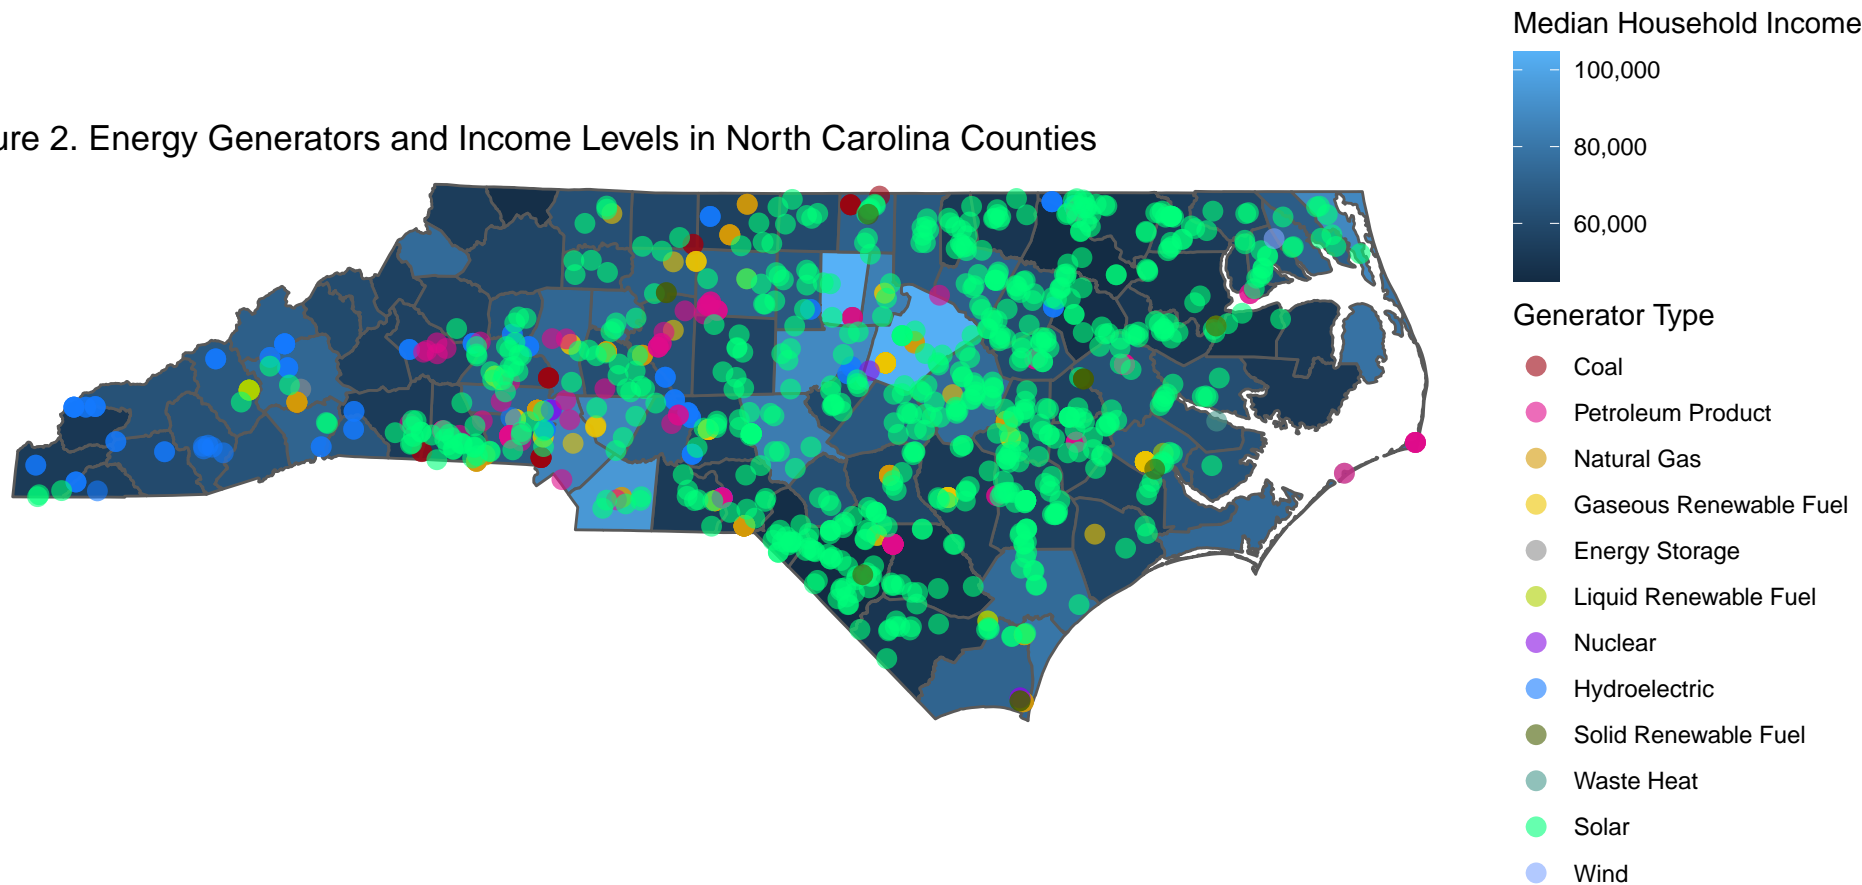 Median Household Income
100,000
80,000
60,000
ure 2. Energy Generators and Income Levels in North Carolina Counties
Generator Type
Coal
Petroleum Product
Natural Gas
Gaseous Renewable Fuel
Energy Storage
Liquid Renewable Fuel
Nuclear
Hydroelectric
Solid Renewable Fuel
Waste Heat
Solar
Wind